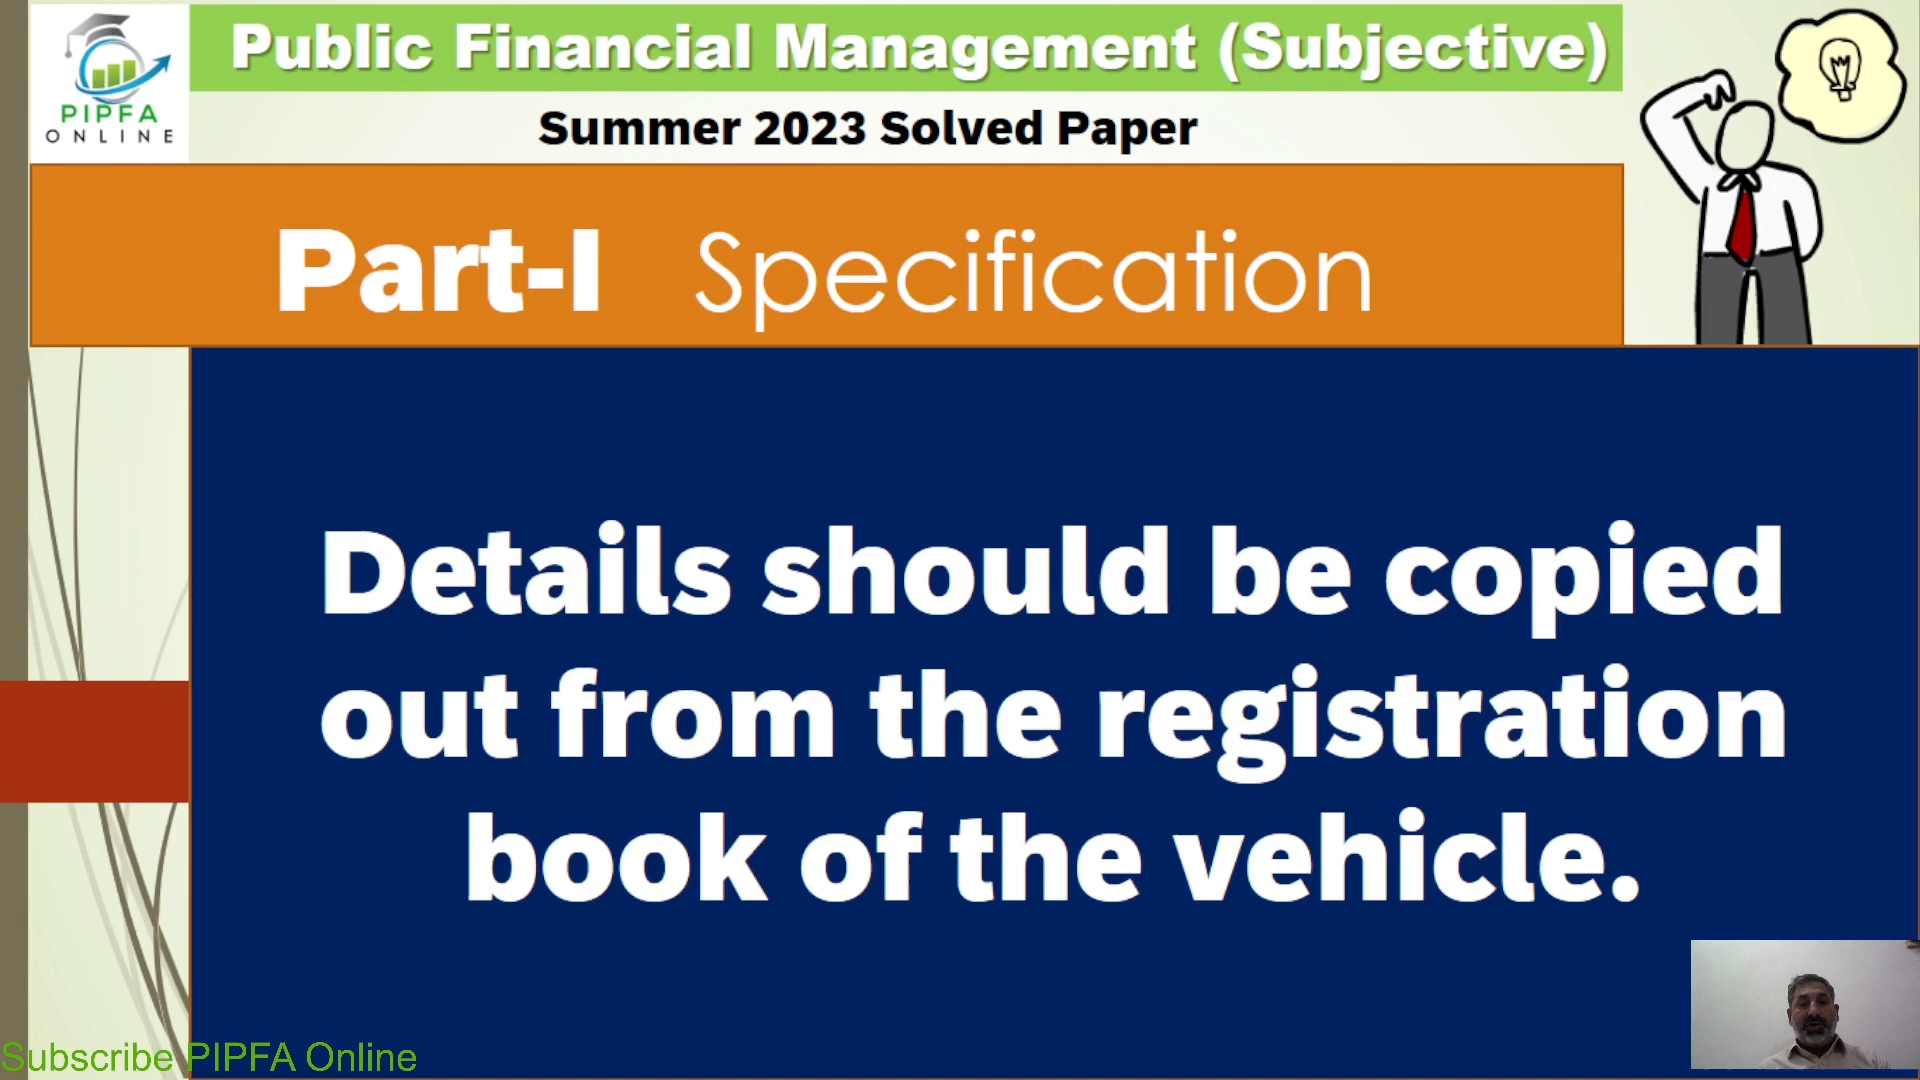 PIPFA
ONLINE
Public Financial Management (Subjective)
Summer 2023 Solved Paper
Part-I Specification
Details should be copied
out from the registration
book of the vehicle.
Subscribe PIPFA Online